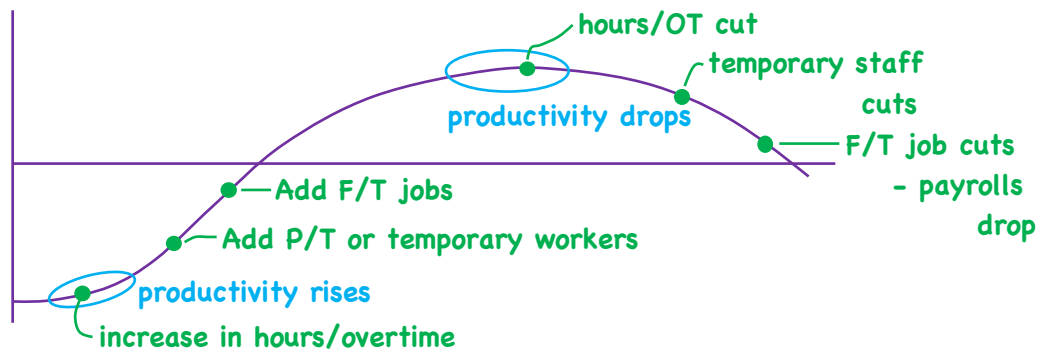 hours/OT cut
temporary staff
cuts
productivity drops
F/T job cuts
- payrolls
drop
Add F/T jobs
Add P/T or temporary workers
productivity rises
increase in hours/overtime